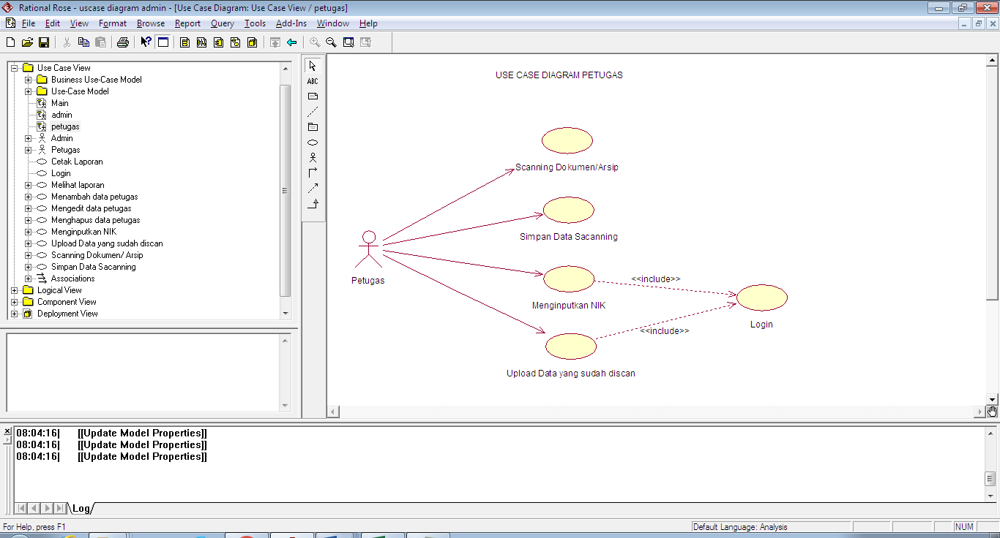 Rational Rose - uscase diagram admin - [Use Case Diagram: Use Case View / petugas]
File Edit View Format Browse Report Query Tools Add-Ins Window Help
Use Case View
Business Use-Case Model
Use-Case Model
Main
admin
petugas
Admin
Petugas
Cetak Laporan
Login
Melihat laporan
Menambah data petugas
Mengedit data petugas
Menghapus data petugas
Menginputkan NIK
Upload Data yang sudah discan
Scanning Dokumen/ Arsip
Simpan Data Sacanning
Associations
Logical View
Component View
Deployment View
ABC
USE CASE DIAGRAM PETUGAS
Scanning Dokumen/Arsip
Simpan Data Sacanning
Petugas
<<include>>
Menginputkan NIK
Login
<<include>>
Upload Data yang sudah discan
08:04:16| [[Update Model Properties]]
08:04:16| [[Update Model Properties]]
08:04:16| [[Update Model Properties]]
Log
For Help, press F1
Default Language: Analysis
NUM